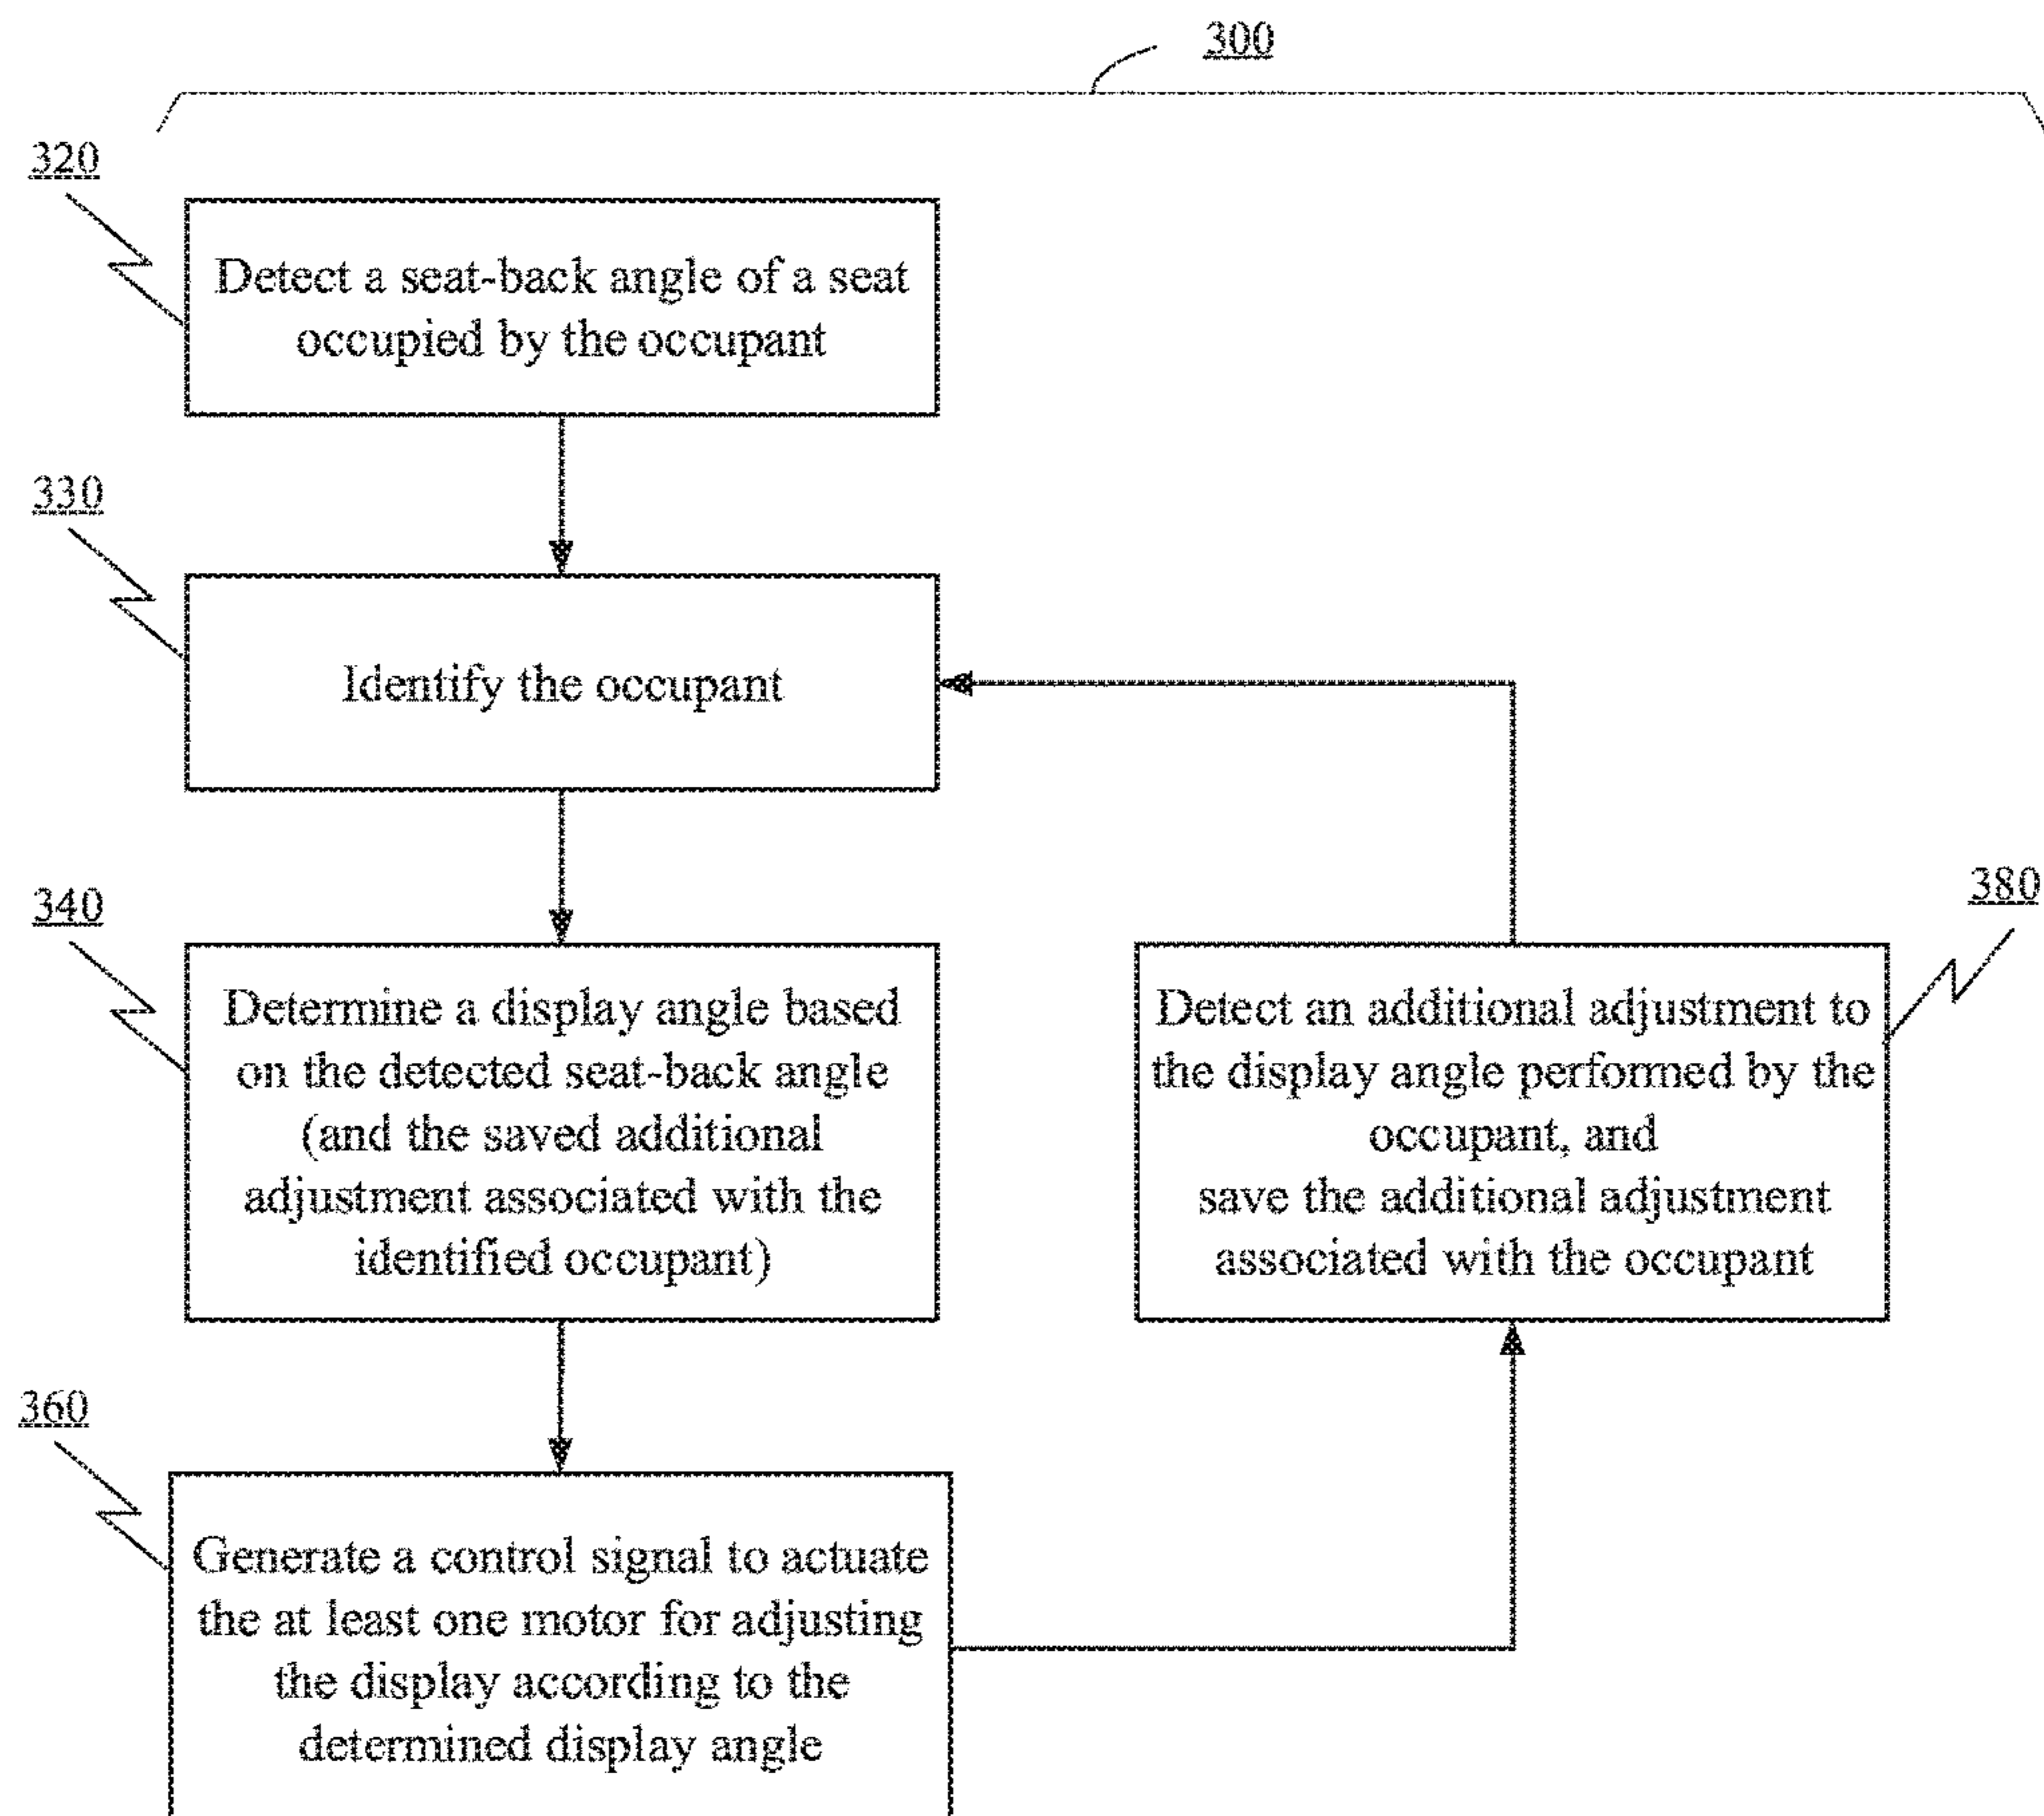 300
320
Detect a seat-back angle of a seat
occupied by the occupant
330
Identify the occupant
340
Determine a display angle based
on the detected seat-back angle
(and the saved additional
adjustment associated with the
identified occupant)
380
Detect an additional adjustment to
the display angle performed by the
occupant, and
save the additional adjustment
associated with the occupant
360
Generate a control signal to actuate
the at least one motor for adjusting
the display according to the
determined display angle